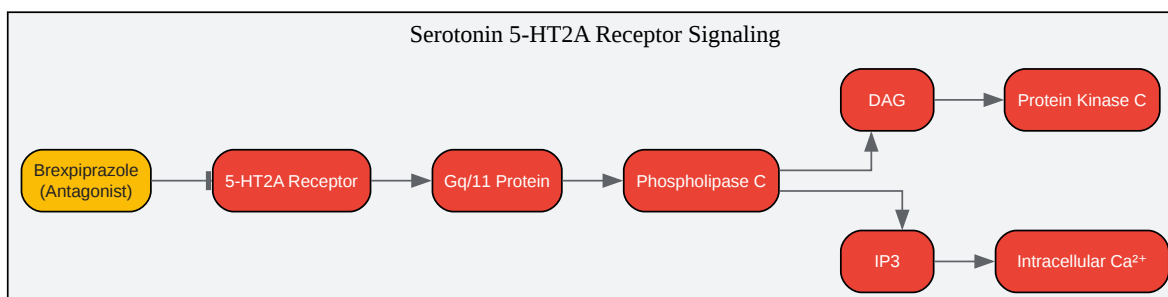 Serotonin 5-HT2A Receptor Signaling
DAG
Protein Kinase C
Brexpiprazole
(Antagonist)
5-HT2A Receptor
Gq/11 Protein
Phospholipase C
IP3
Intracellular Ca²⁺